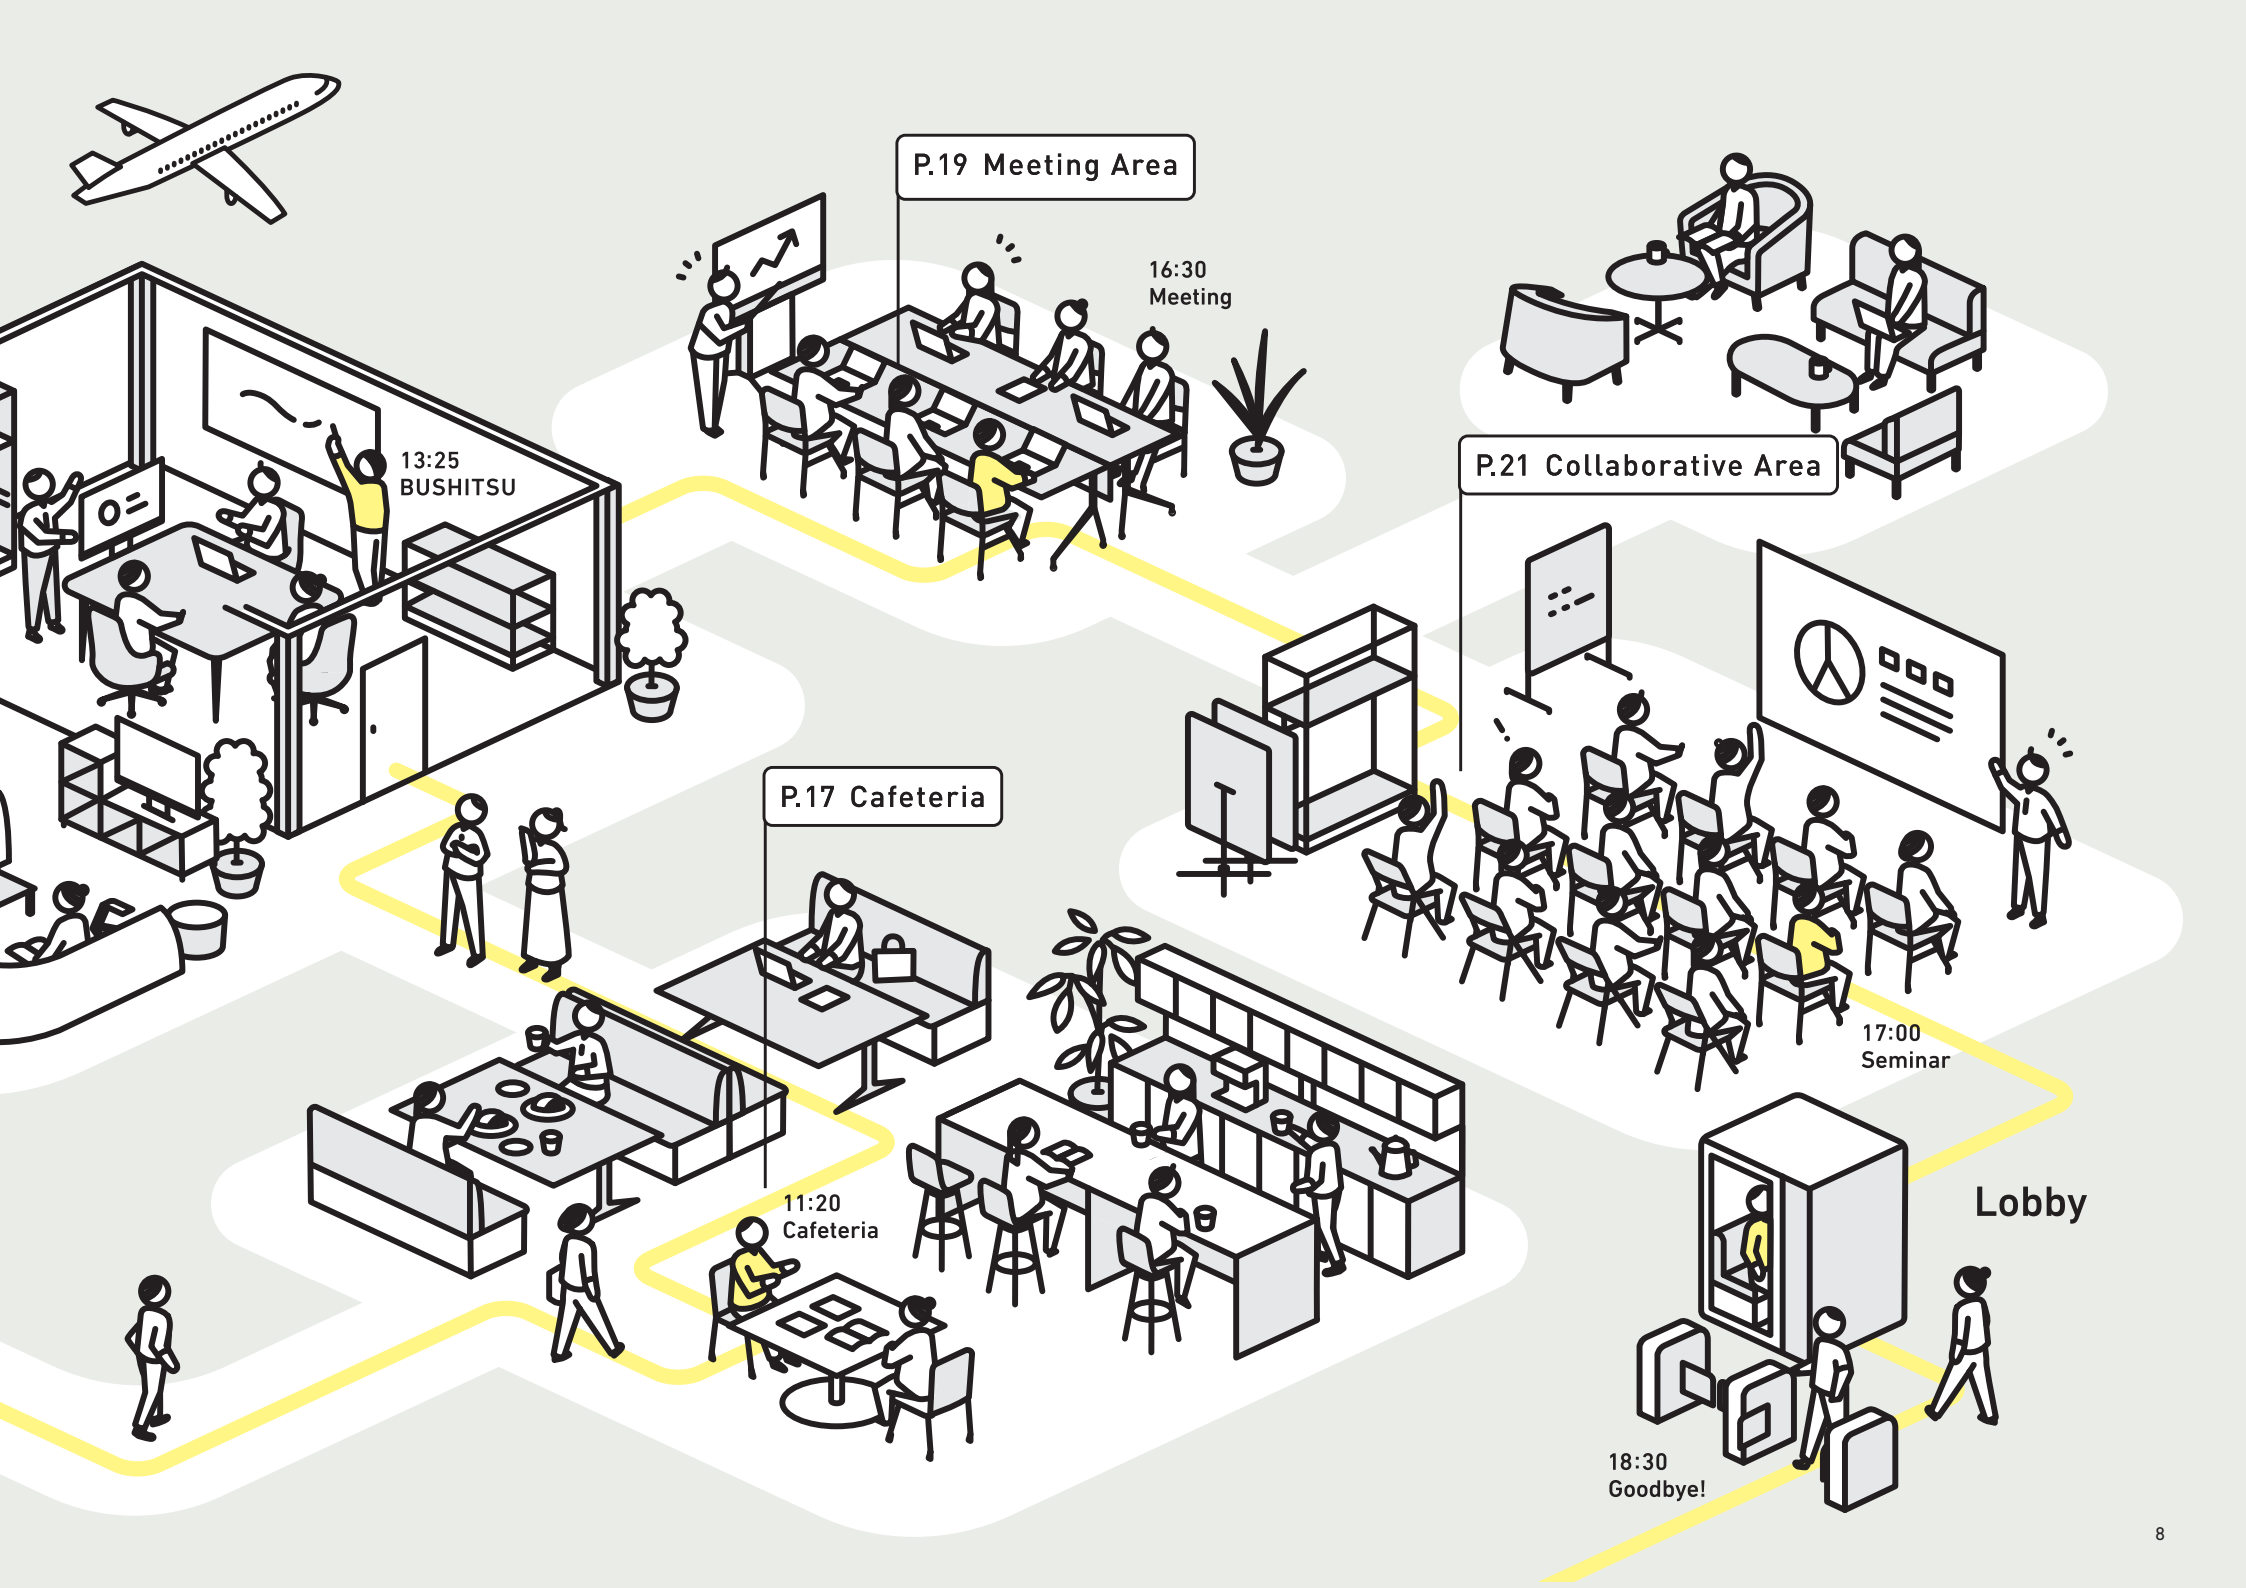 P.19 Meeting Area
16:30
Meeting
13:25
BUSHITSU
P.21 Collaborative Area
P.17 Cafeteria
17:00
Seminar
11:20
Cafeteria
Lobby
18:30
Goodbye!
8